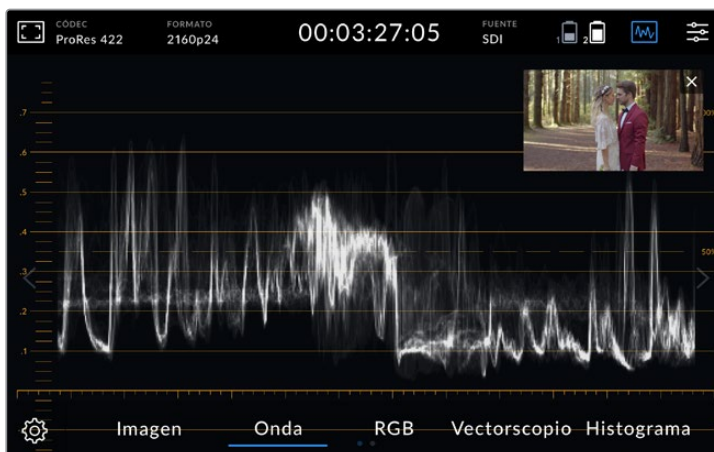 CÓDEC
ProRes 422
FORMATO
2160p24
00:03:27:05
FUENTE
SDI
1
2
.7
.6
.5
.4
.3
.2
.1
50%
Imagen
Onda
RGB
Vectorscopio
Histograma